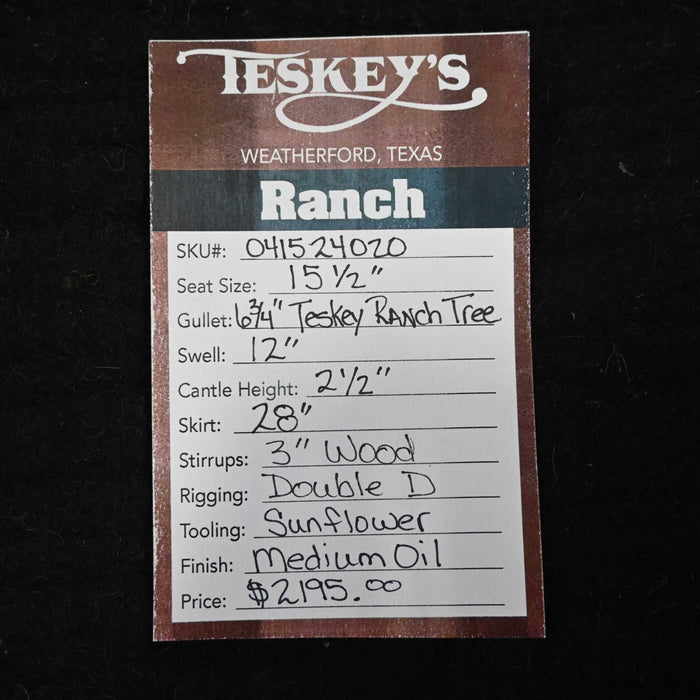 TESKEY'S
WEATHERFORD, TEXAS
Ranch
SKU#: 041524020
Seat Size: 15 1/2"
Gullet: 6 3/4" Teskey Ranch Tree
Swell: 12"
Cantle Height: 2 1/2"
Skirt: 28"
Stirrups: 3" Wood
Rigging: Double D
Tooling: Sunflower
Finish: Medium Oil
Price: $2195.00